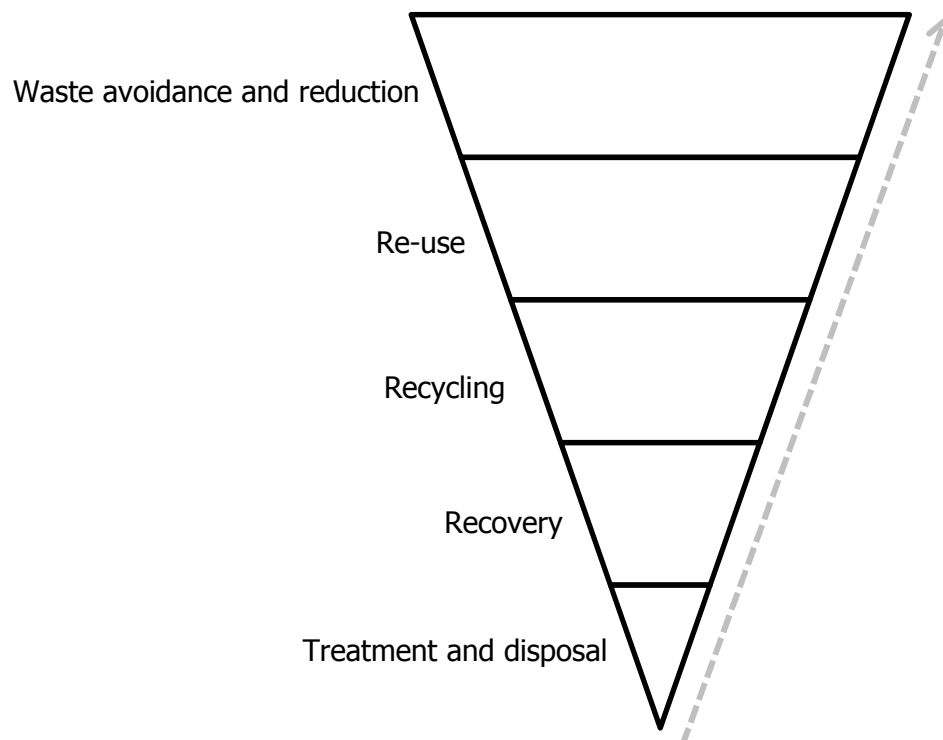 Waste avoidance and reduction
Re-use
Recycling
Recovery
Treatment and disposal